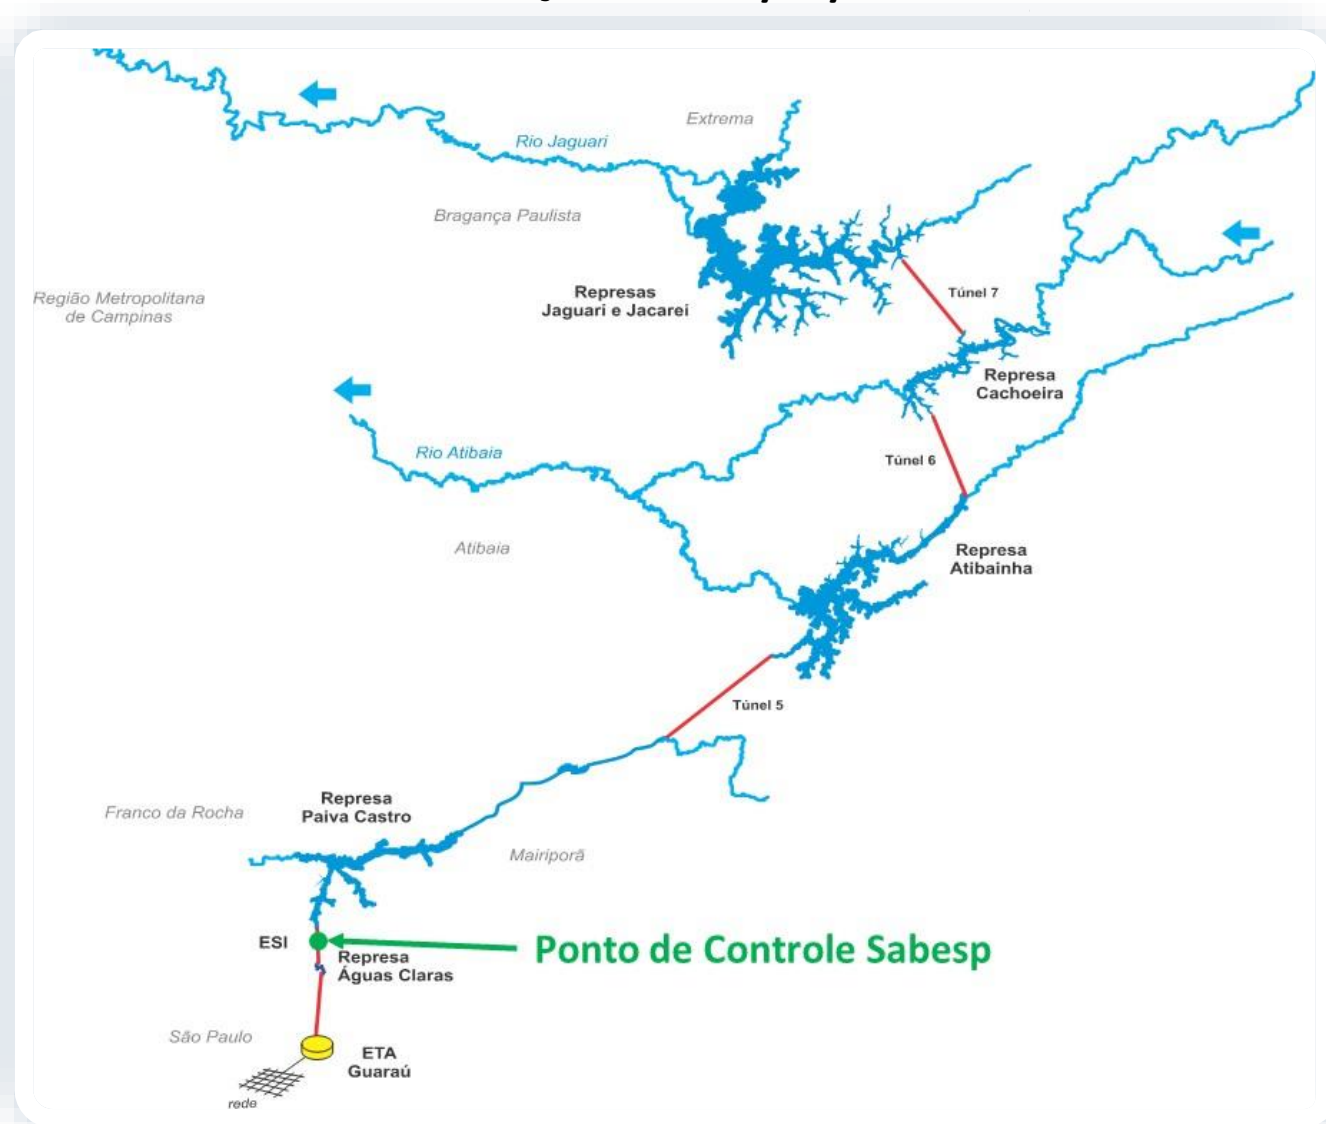 Extrema
Rio Jaguari
Bragança Paulista
Região Metropolitana
de Campinas
Represas
Jaguari e Jacarei
Túnel 7
Represa
Cachoeira
Rio Atibaia
Túnel 6
Atibaia
Represa
Atibainha
Túnel 5
Represa
Paiva Castro
Franco da Rocha
Mairiporã
ESI
Ponto de Controle Sabesp
Represa
Águas Claras
São Paulo
ETA
Guaraú
rede